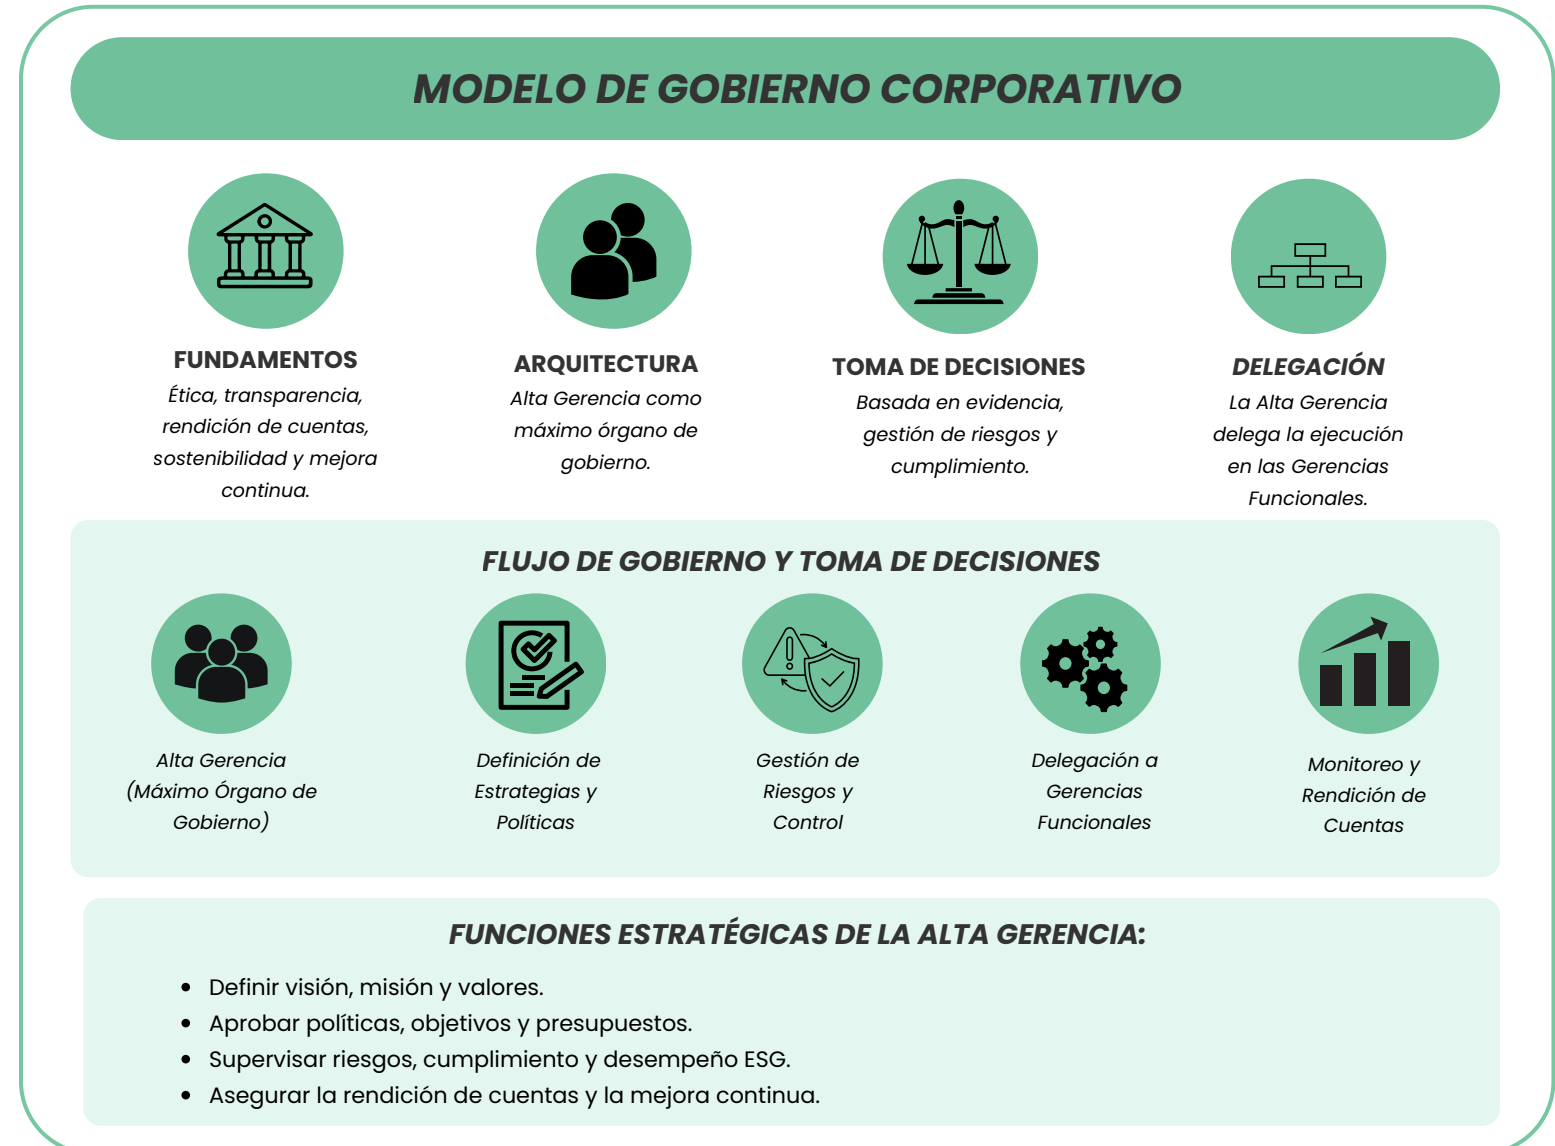 MODELO DE GOBIERNO CORPORATIVO
FUNDAMENTOS
Ética, transparencia,
rendición de cuentas,
sostenibilidad y mejora
continua.
ARQUITECTURA
Alta Gerencia como
máximo órgano de
gobierno.
TOMA DE DECISIONES
Basada en evidencia,
gestión de riesgos y
cumplimiento.
DELEGACIÓN
La Alta Gerencia
delega la ejecución
en las Gerencias
Funcionales.
FLUJO DE GOBIERNO Y TOMA DE DECISIONES
Alta Gerencia
(Máximo Órgano de
Gobierno)
Definición de
Estrategias y
Políticas
Gestión de
Riesgos y
Control
Delegación a
Gerencias
Funcionales
Monitoreo y
Rendición de
Cuentas
FUNCIONES ESTRATÉGICAS DE LA ALTA GERENCIA:
• Definir visión, misión y valores.
• Aprobar políticas, objetivos y presupuestos.
• Supervisar riesgos, cumplimiento y desempeño ESG.
• Asegurar la rendición de cuentas y la mejora continua.